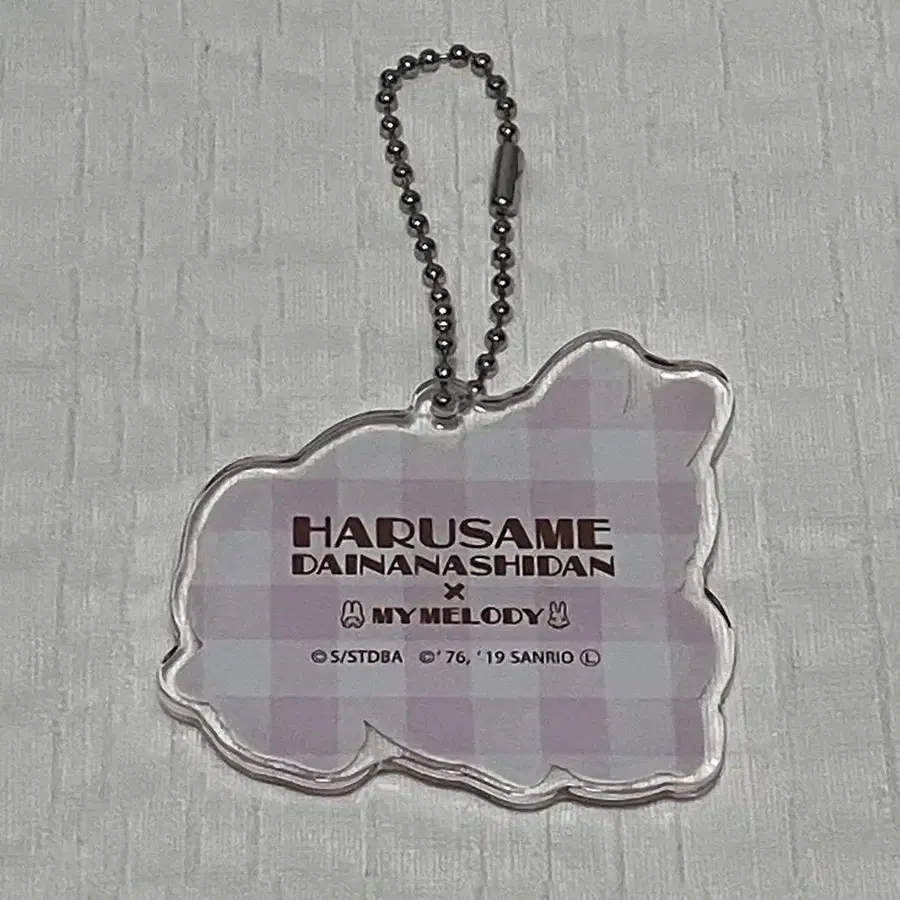 HARUSAME
DAINANASHIDAN
×
MY MELODY
©S/STDBA ©'76, '19 SANRIO Ⓛ